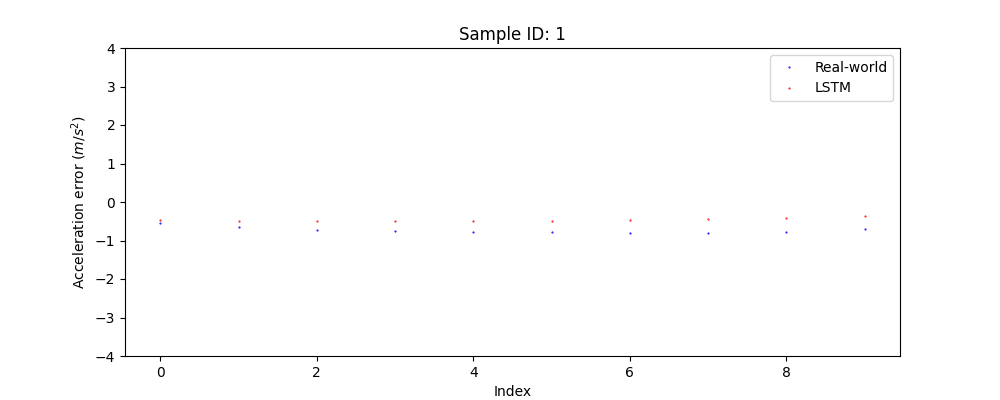 Sample ID: 1
Real-world
LSTM
Acceleration error (m/s²)
4
3
2
1
0
−1
−2
−3
−4
0 2 4 6 8
Index